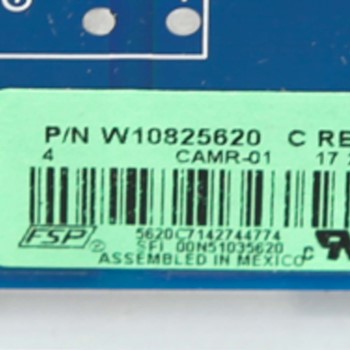 P/N W10825620 C RE
4 CAMR-01 17
5620C7142744774
FSP SFI 00N51035620
ASSEMBLED IN MEXICO